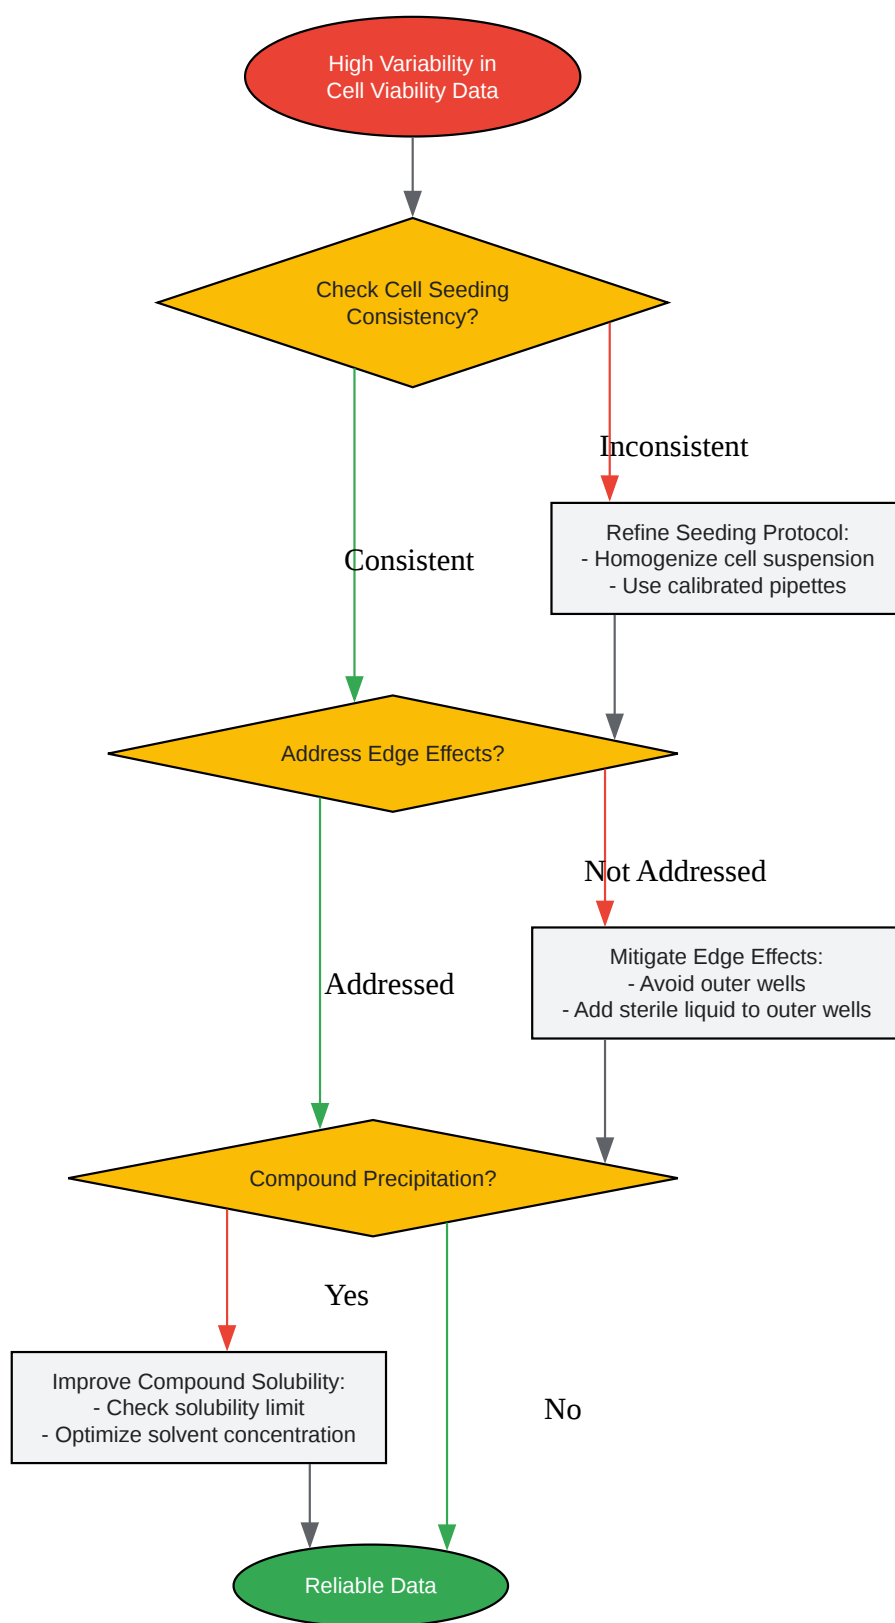 High Variability in
Cell Viability Data
Check Cell Seeding
Consistency?
Inconsistent
Refine Seeding Protocol:
- Homogenize cell suspension
- Use calibrated pipettes
Consistent
Address Edge Effects?
Not Addressed
Mitigate Edge Effects:
- Avoid outer wells
- Add sterile liquid to outer wells
Addressed
Compound Precipitation?
Yes
Improve Compound Solubility:
- Check solubility limit
- Optimize solvent concentration
No
Reliable Data